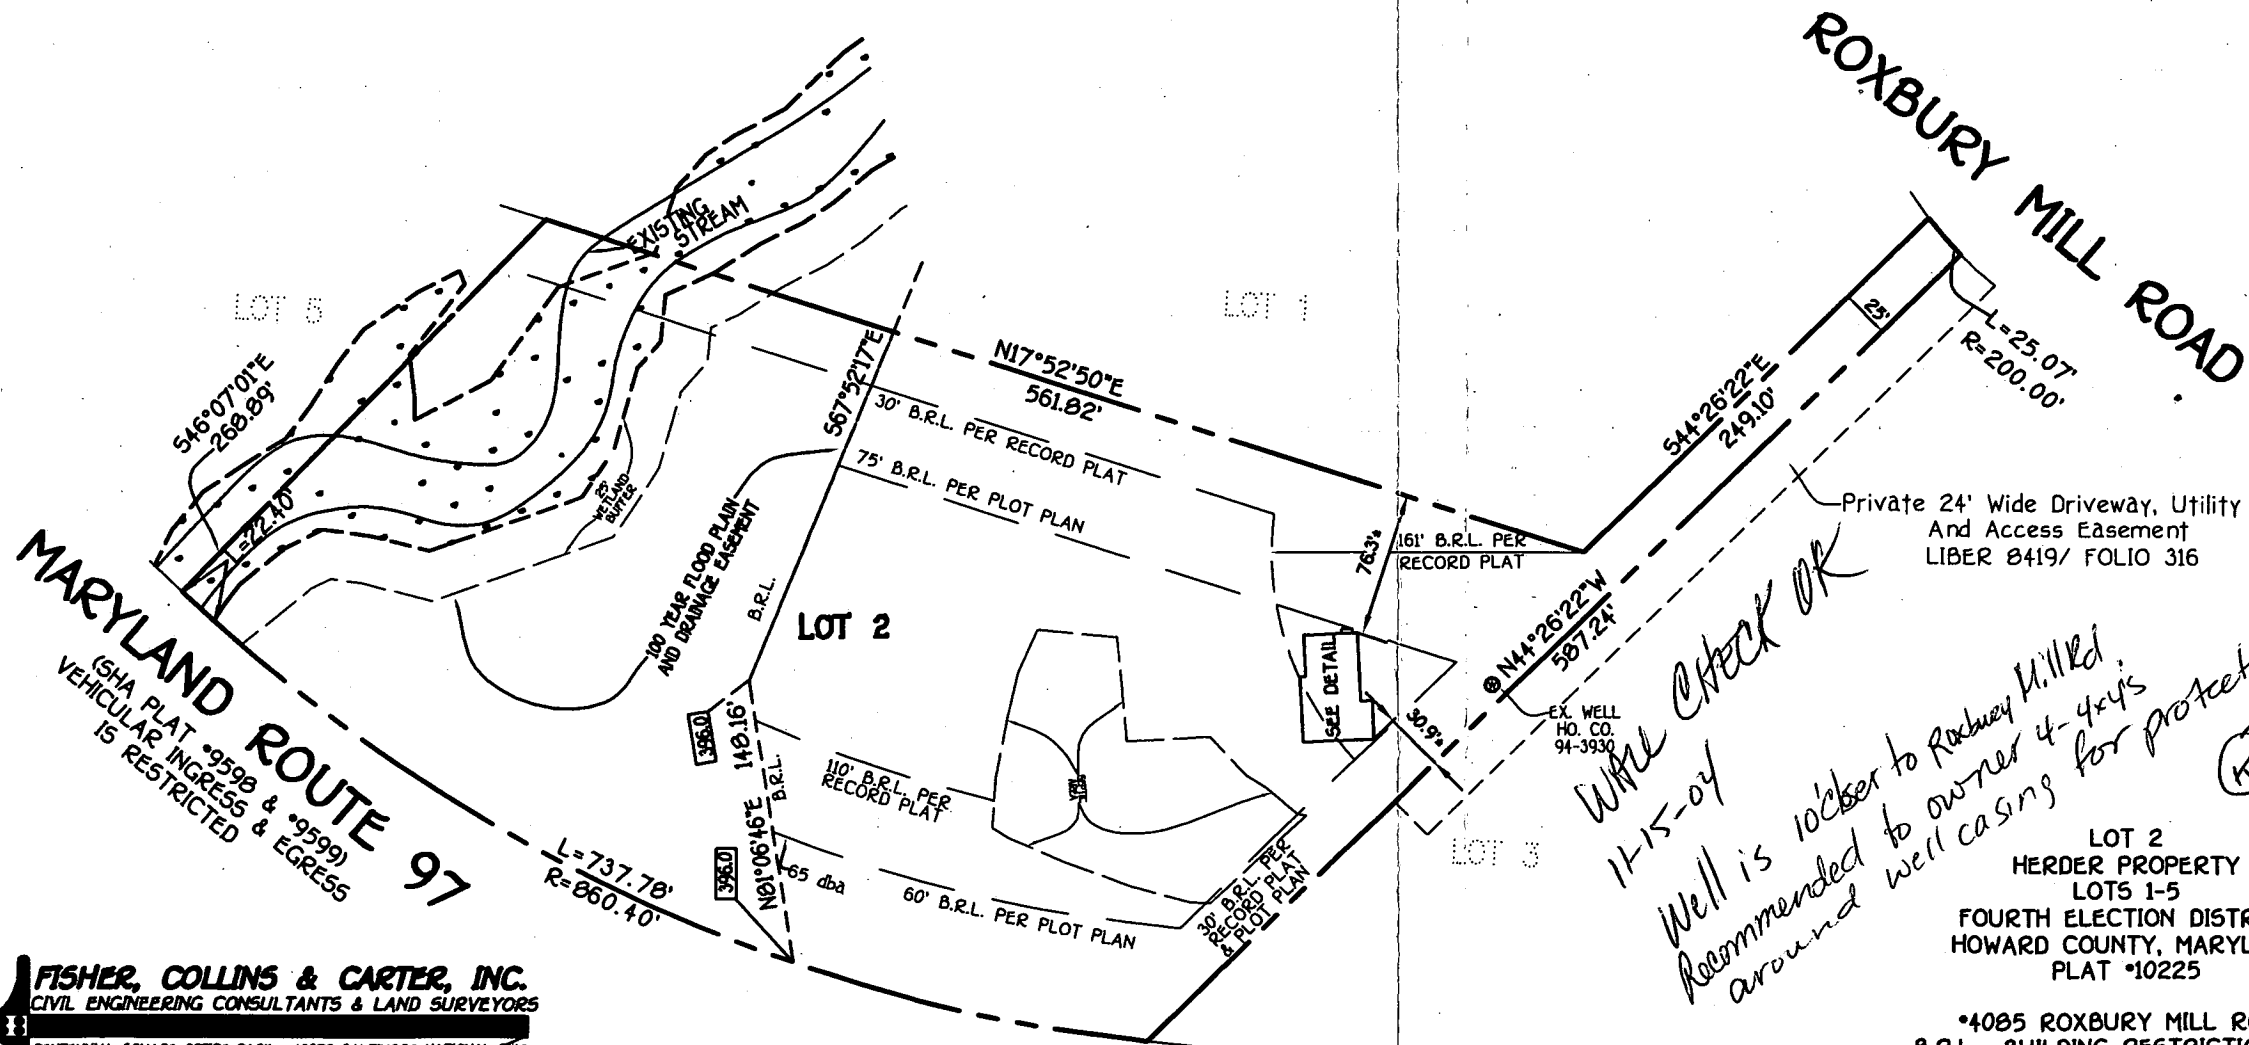 ROXBURY MILL ROAD
EXISTING
STREAM
LOT 5
LOT 1
546°07'01"E
268.89'
L=22.40'
25'
WETLAND
BUFFER
567°52'17"E
N17°52'50"E
561.82'
30' B.R.L. PER RECORD PLAT
75' B.R.L. PER PLOT PLAN
25'
L=25.07'
R=200.00'
544°26'22"E
249.10'
Private 24' Wide Driveway, Utility
And Access Easement
LIBER 8419/ FOLIO 316
76.3'±
161' B.R.L. PER
RECORD PLAT
N44°26'22"W
587.24'
100 YEAR FLOOD PLAIN
AND DRAINAGE EASEMENT
B.R.L.
LOT 2
SEE DETAIL
30.9'±
EX. WELL
HO. CO.
94-3930
MARYLAND ROUTE 97
(SHA PLAT •9598 & •9599)
VEHICULAR INGRESS & EGRESS
IS RESTRICTED
396.0
148.16'
B.R.L.
N81°06'46"E
396.0
110' B.R.L. PER
RECORD PLAT
65 dba
60' B.R.L. PER PLOT PLAN
30' B.R.L. PER
RECORD PLAT
& PLOT PLAN
L=737.78'
R=860.40'
LOT 3
WALL CHECK OK
11-15-04
Well is 10' closer to Roxbury Mill Rd.
Recommended to owner 4-4x4's
around well casing for protect
LOT 2
HERDER PROPERTY
LOTS 1-5
FOURTH ELECTION DISTR
HOWARD COUNTY, MARYL
PLAT •10225
•4085 ROXBURY MILL R
FISHER, COLLINS & CARTER, INC.
CIVIL ENGINEERING CONSULTANTS & LAND SURVEYORS